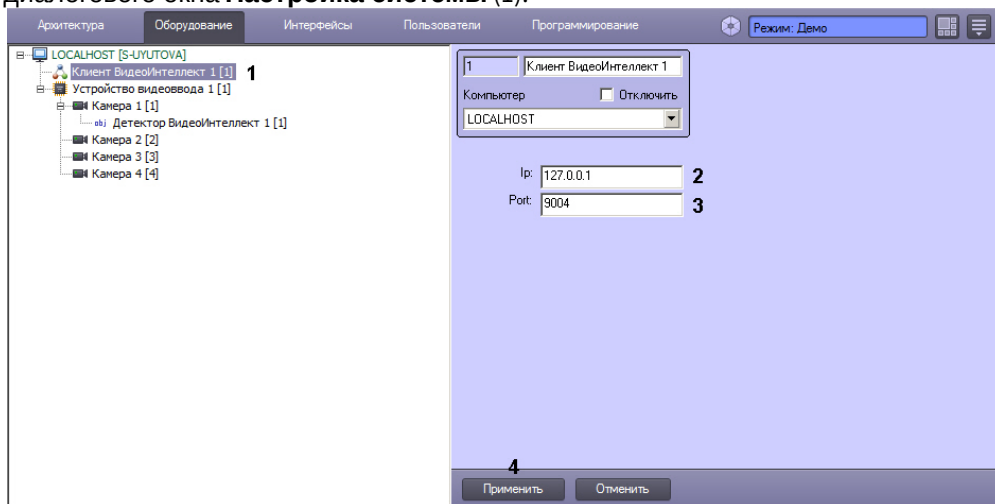 диалогового окна Настройка системы (1).
Архитектура Оборудование Интерфейсы Пользователи Программирование Режим: Демо
LOCALHOST [S-UYUTOVA]
Клиент ВидеоИнтеллект 1 [1] 1
Устройство видеоввода 1 [1]
Камера 1 [1]
obj Детектор ВидеоИнтеллект 1 [1]
Камера 2 [2]
Камера 3 [3]
Камера 4 [4]
1 Клиент ВидеоИнтеллект 1
Компьютер Отключить
LOCALHOST
Ip: 127.0.0.1 2
Port: 9004 3
4
Применить Отменить